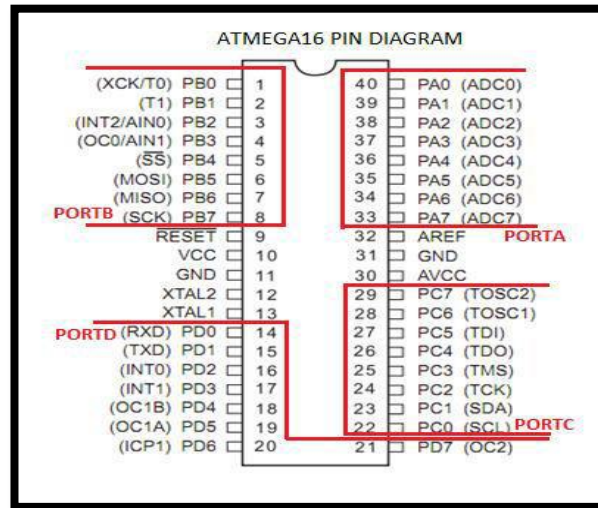 ATMEGA16 PIN DIAGRAM
(XCK/T0) PB0 1 40 PA0 (ADC0)
(T1) PB1 2 39 PA1 (ADC1)
(INT2/AIN0) PB2 3 38 PA2 (ADC2)
(OC0/AIN1) PB3 4 37 PA3 (ADC3)
(SS) PB4 5 36 PA4 (ADC4)
(MOSI) PB5 6 35 PA5 (ADC5)
(MISO) PB6 7 34 PA6 (ADC6)
PORTB
(SCK) PB7 8 33 PA7 (ADC7)
RESET 9 32 AREF PORTA
VCC 10 31 GND
GND 11 30 AVCC
XTAL2 12 29 PC7 (TOSC2)
XTAL1 13 28 PC6 (TOSC1)
PORTD (RXD) PD0 14 27 PC5 (TDI)
(TXD) PD1 15 26 PC4 (TDO)
(INT0) PD2 16 25 PC3 (TMS)
(INT1) PD3 17 24 PC2 (TCK)
(OC1B) PD4 18 23 PC1 (SDA)
(OC1A) PD5 19 22 PC0 (SCL) PORTC
(ICP1) PD6 20 21 PD7 (OC2)